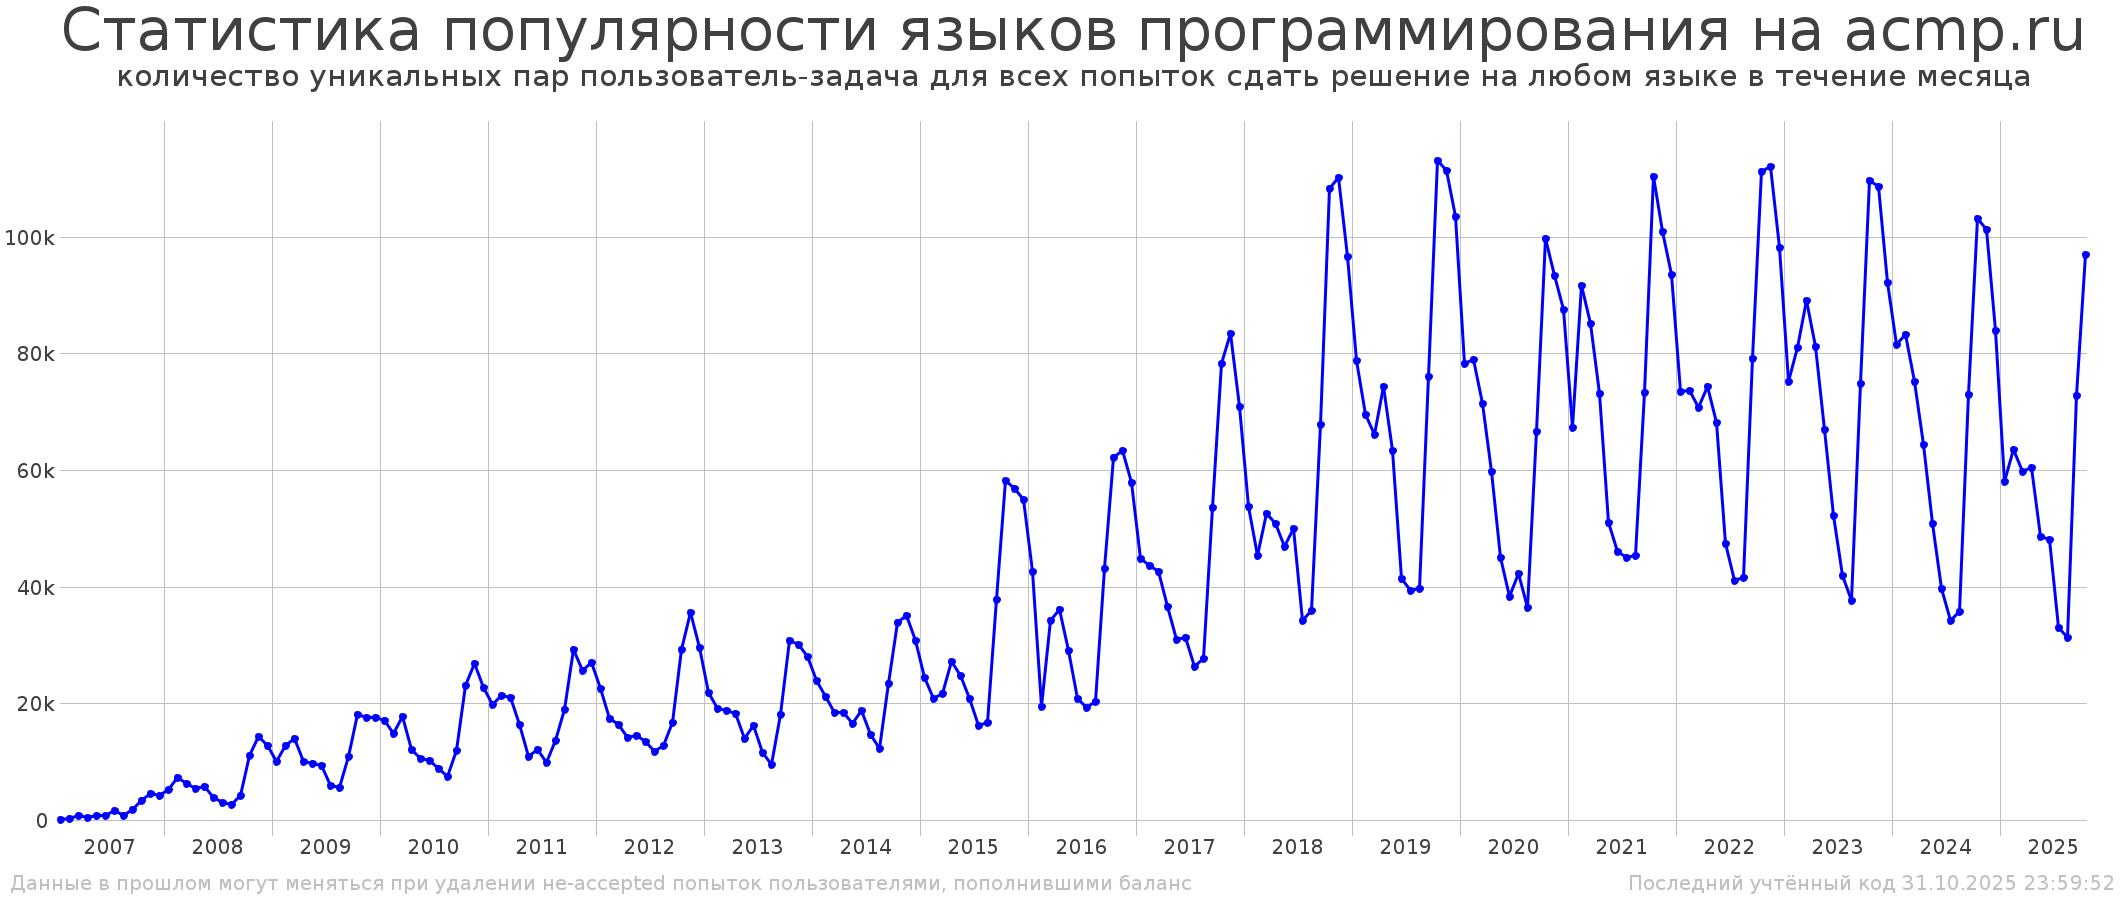 Статистика популярности языков программирования на acmp.ru
количество уникальных пар пользователь-задача для всех попыток сдать решение на любом языке в течение месяца
100k
80k
60k
40k
20k
0
2007 2008 2009 2010 2011 2012 2013 2014 2015 2016 2017 2018 2019 2020 2021 2022 2023 2024 2025
Данные в прошлом могут меняться при удалении не-accepted попыток пользователями, пополнившими баланс
Последний учтённый код 31.10.2025 23:59:52